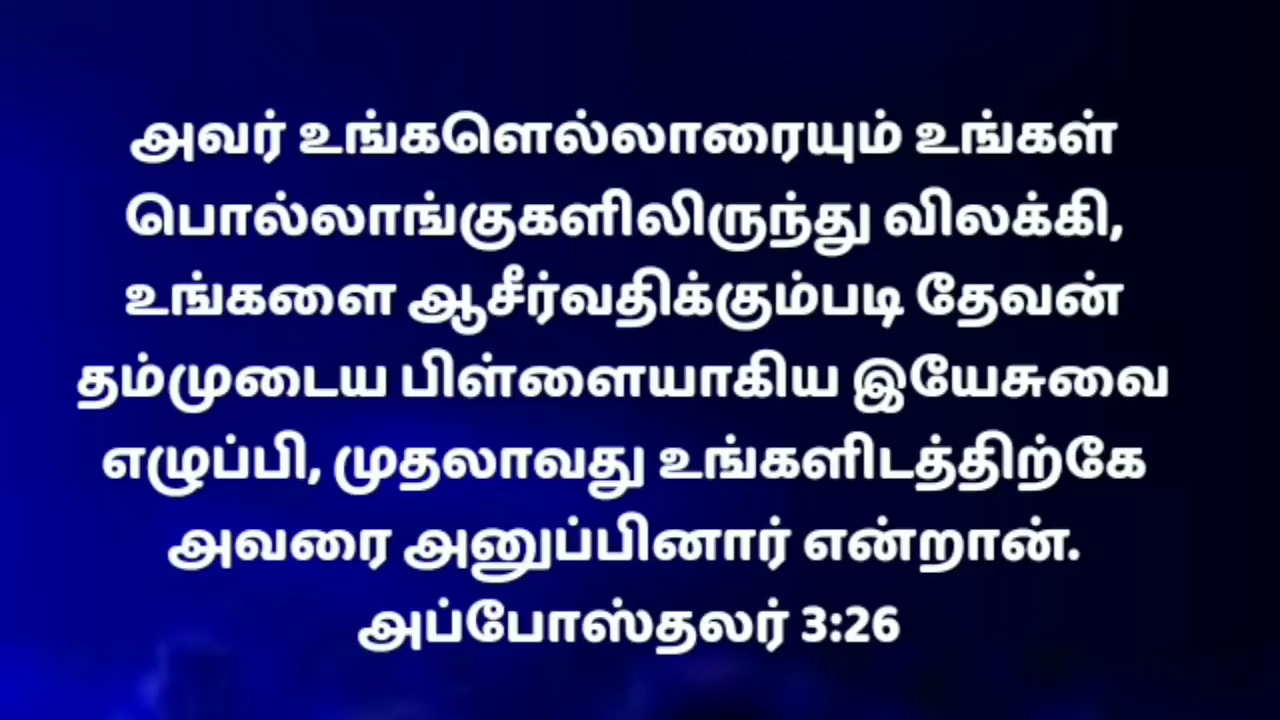 அவர் உங்களெல்லாரையும் உங்கள்
பொல்லாங்குகளிலிருந்து விலக்கி,
உங்களை ஆசீர்வதிக்கும்படி தேவன்
தம்முடைய பிள்ளையாகிய இயேசுவை
எழுப்பி, முதலாவது உங்களிடத்திற்கே
அவரை அனுப்பினார் என்றான்.
அப்போஸ்தலர் 3:26